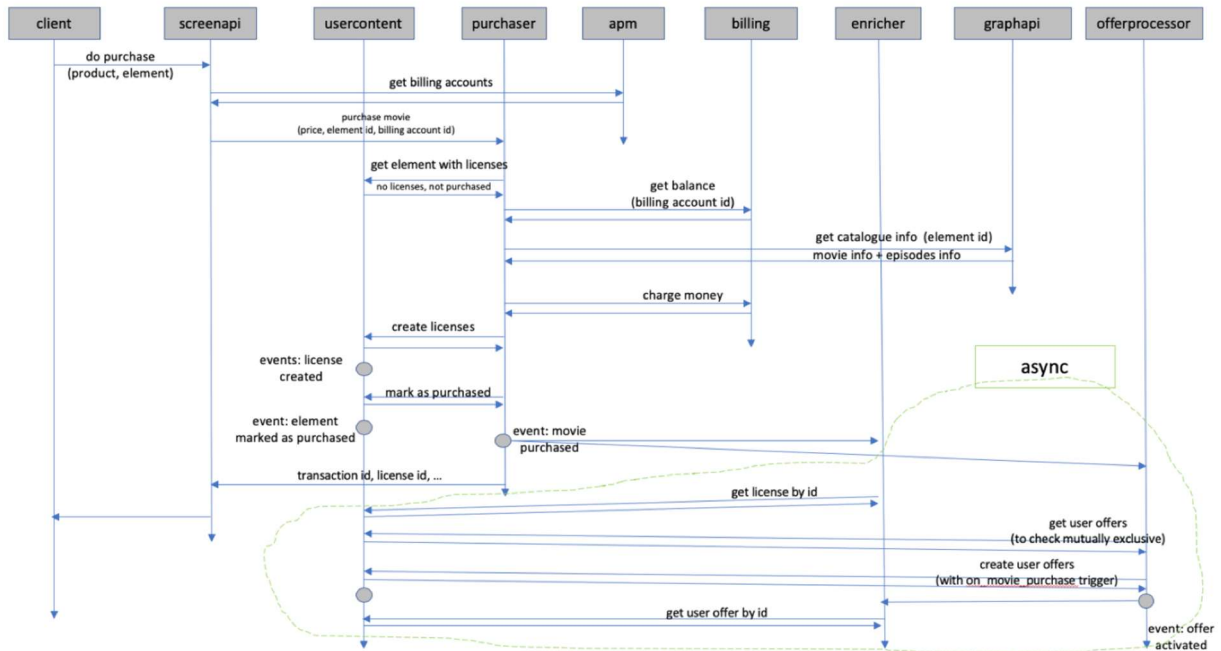 client
screenapi
usercontent
purchaser
apm
billing
enricher
graphapi
offerprocessor
do purchase
(product, element)
get billing accounts
purchase movie
(price, element id, billing account id)
get element with licenses
no licenses, not purchased
get balance
(billing account id)
get catalogue info (element id)
movie info + episodes info
charge money
create licenses
events: license
created
async
mark as purchased
event: element
marked as purchased
event: movie
purchased
transaction id, license id, ...
get license by id
get user offers
(to check mutually exclusive)
create user offers
(with on_movie_purchase trigger)
get user offer by id
event: offer
activated